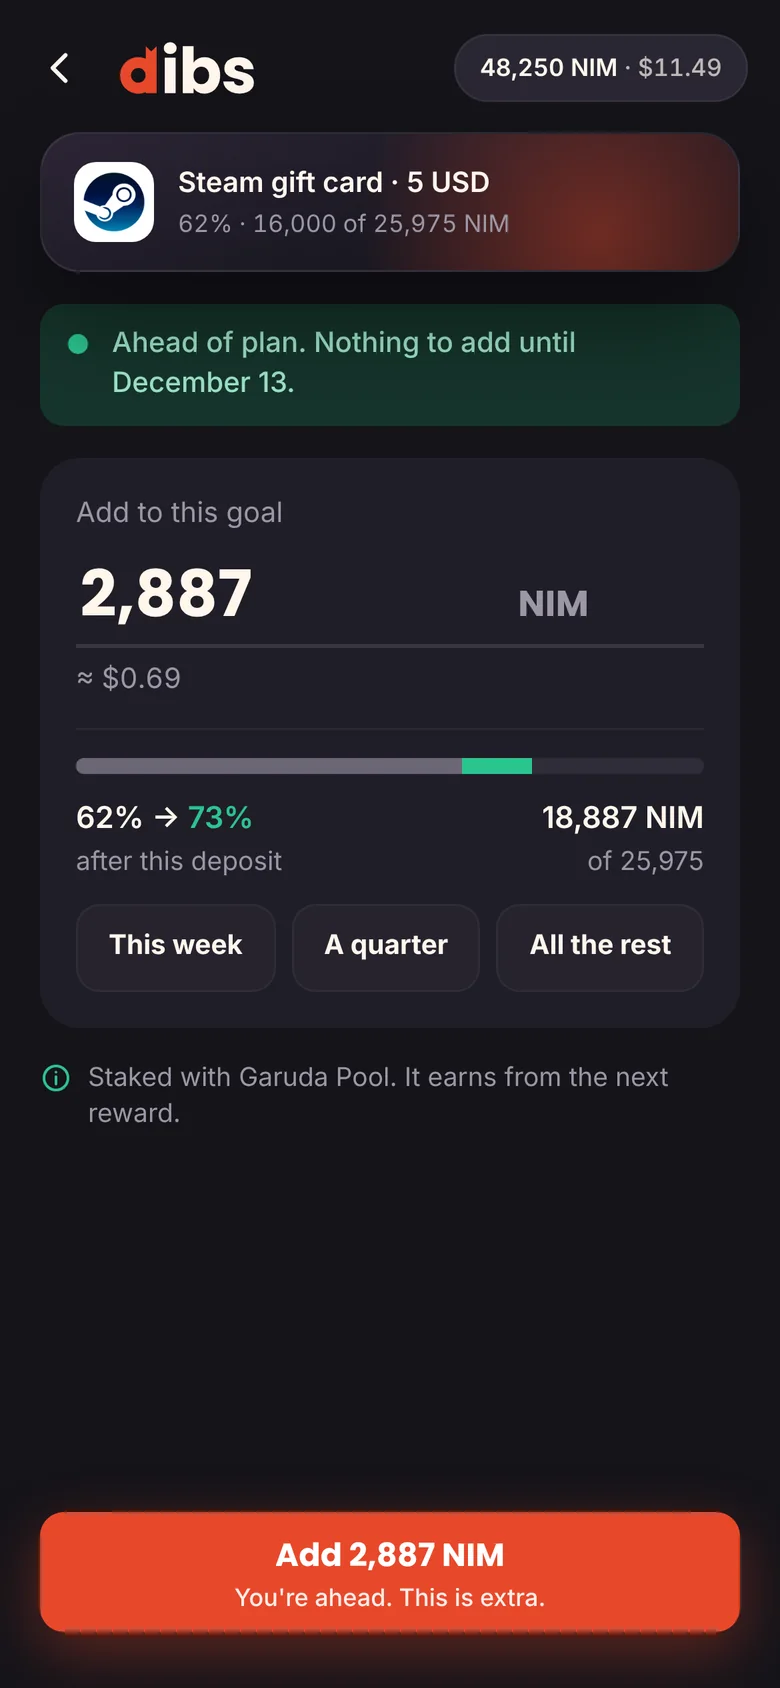 dibs
48,250 NIM · $11.49
Steam gift card · 5 USD
62% · 16,000 of 25,975 NIM
Ahead of plan. Nothing to add until
December 13.
Add to this goal
2,887 NIM
≈ $0.69
62% → 73%
18,887 NIM
after this deposit
of 25,975
This week
A quarter
All the rest
Staked with Garuda Pool. It earns from the next
reward.
Add 2,887 NIM
You're ahead. This is extra.